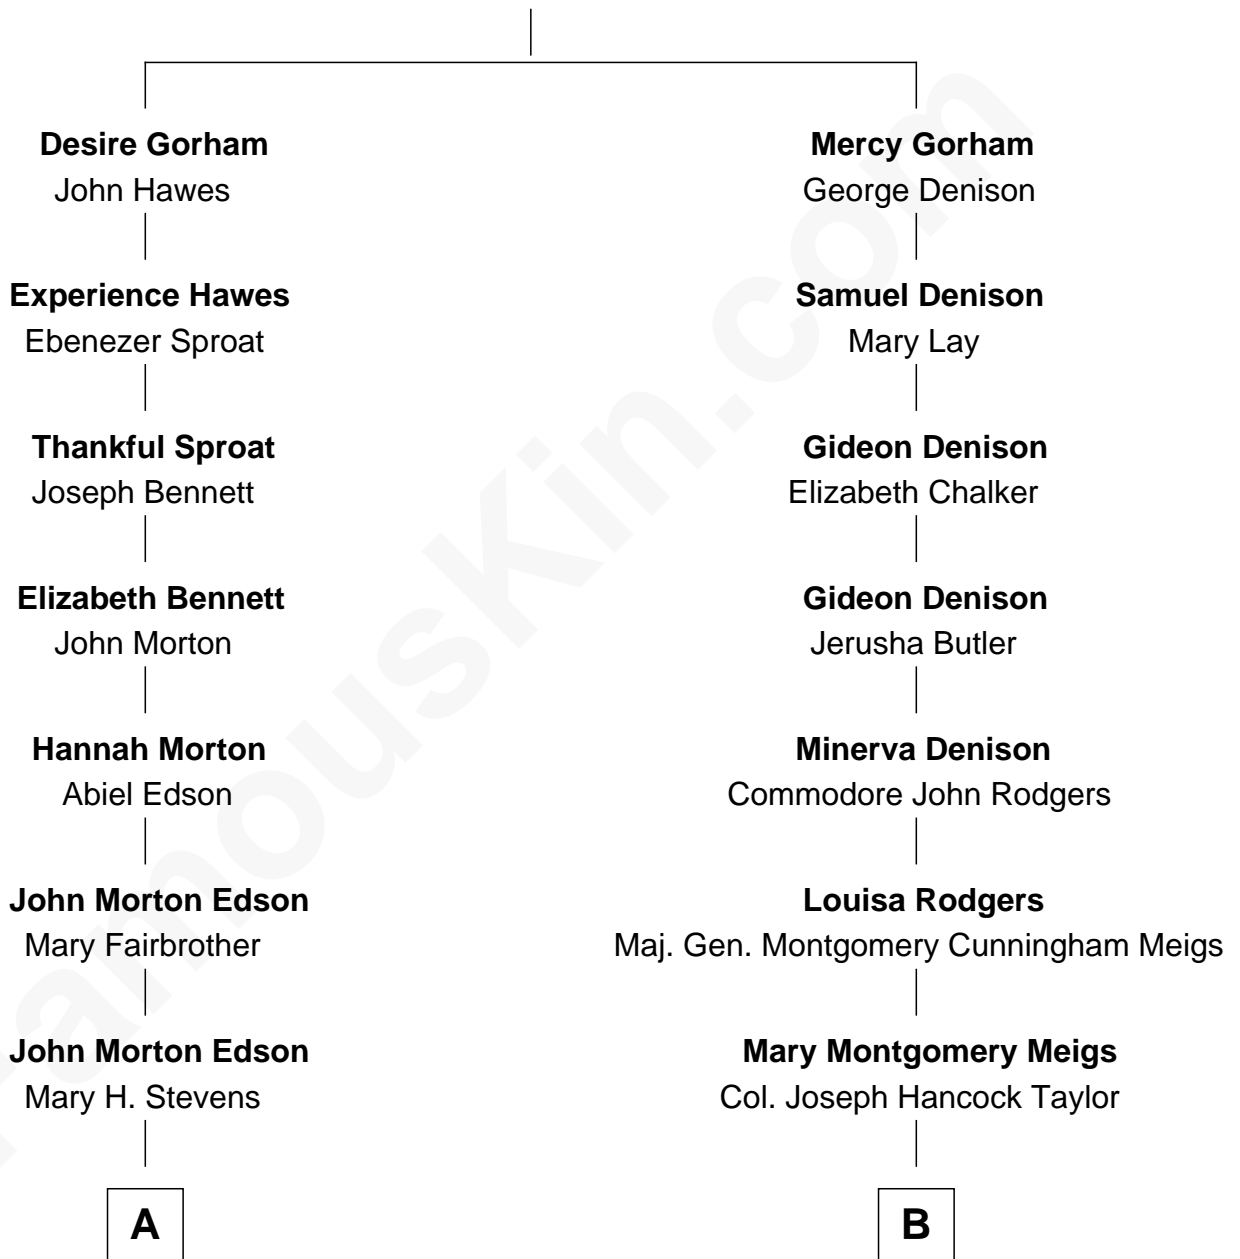 Desire Gorham
John Hawes
Experience Hawes
Ebenezer Sproat
Thankful Sproat
Joseph Bennett
Elizabeth Bennett
John Morton
Hannah Morton
Abiel Edson
John Morton Edson
Mary Fairbrother
John Morton Edson
Mary H. Stevens
A
Mercy Gorham
George Denison
Samuel Denison
Mary Lay
Gideon Denison
Elizabeth Chalker
Gideon Denison
Jerusha Butler
Minerva Denison
Commodore John Rodgers
Louisa Rodgers
Maj. Gen. Montgomery Cunningham Meigs
Mary Montgomery Meigs
Col. Joseph Hancock Taylor
B
FamousKin.com